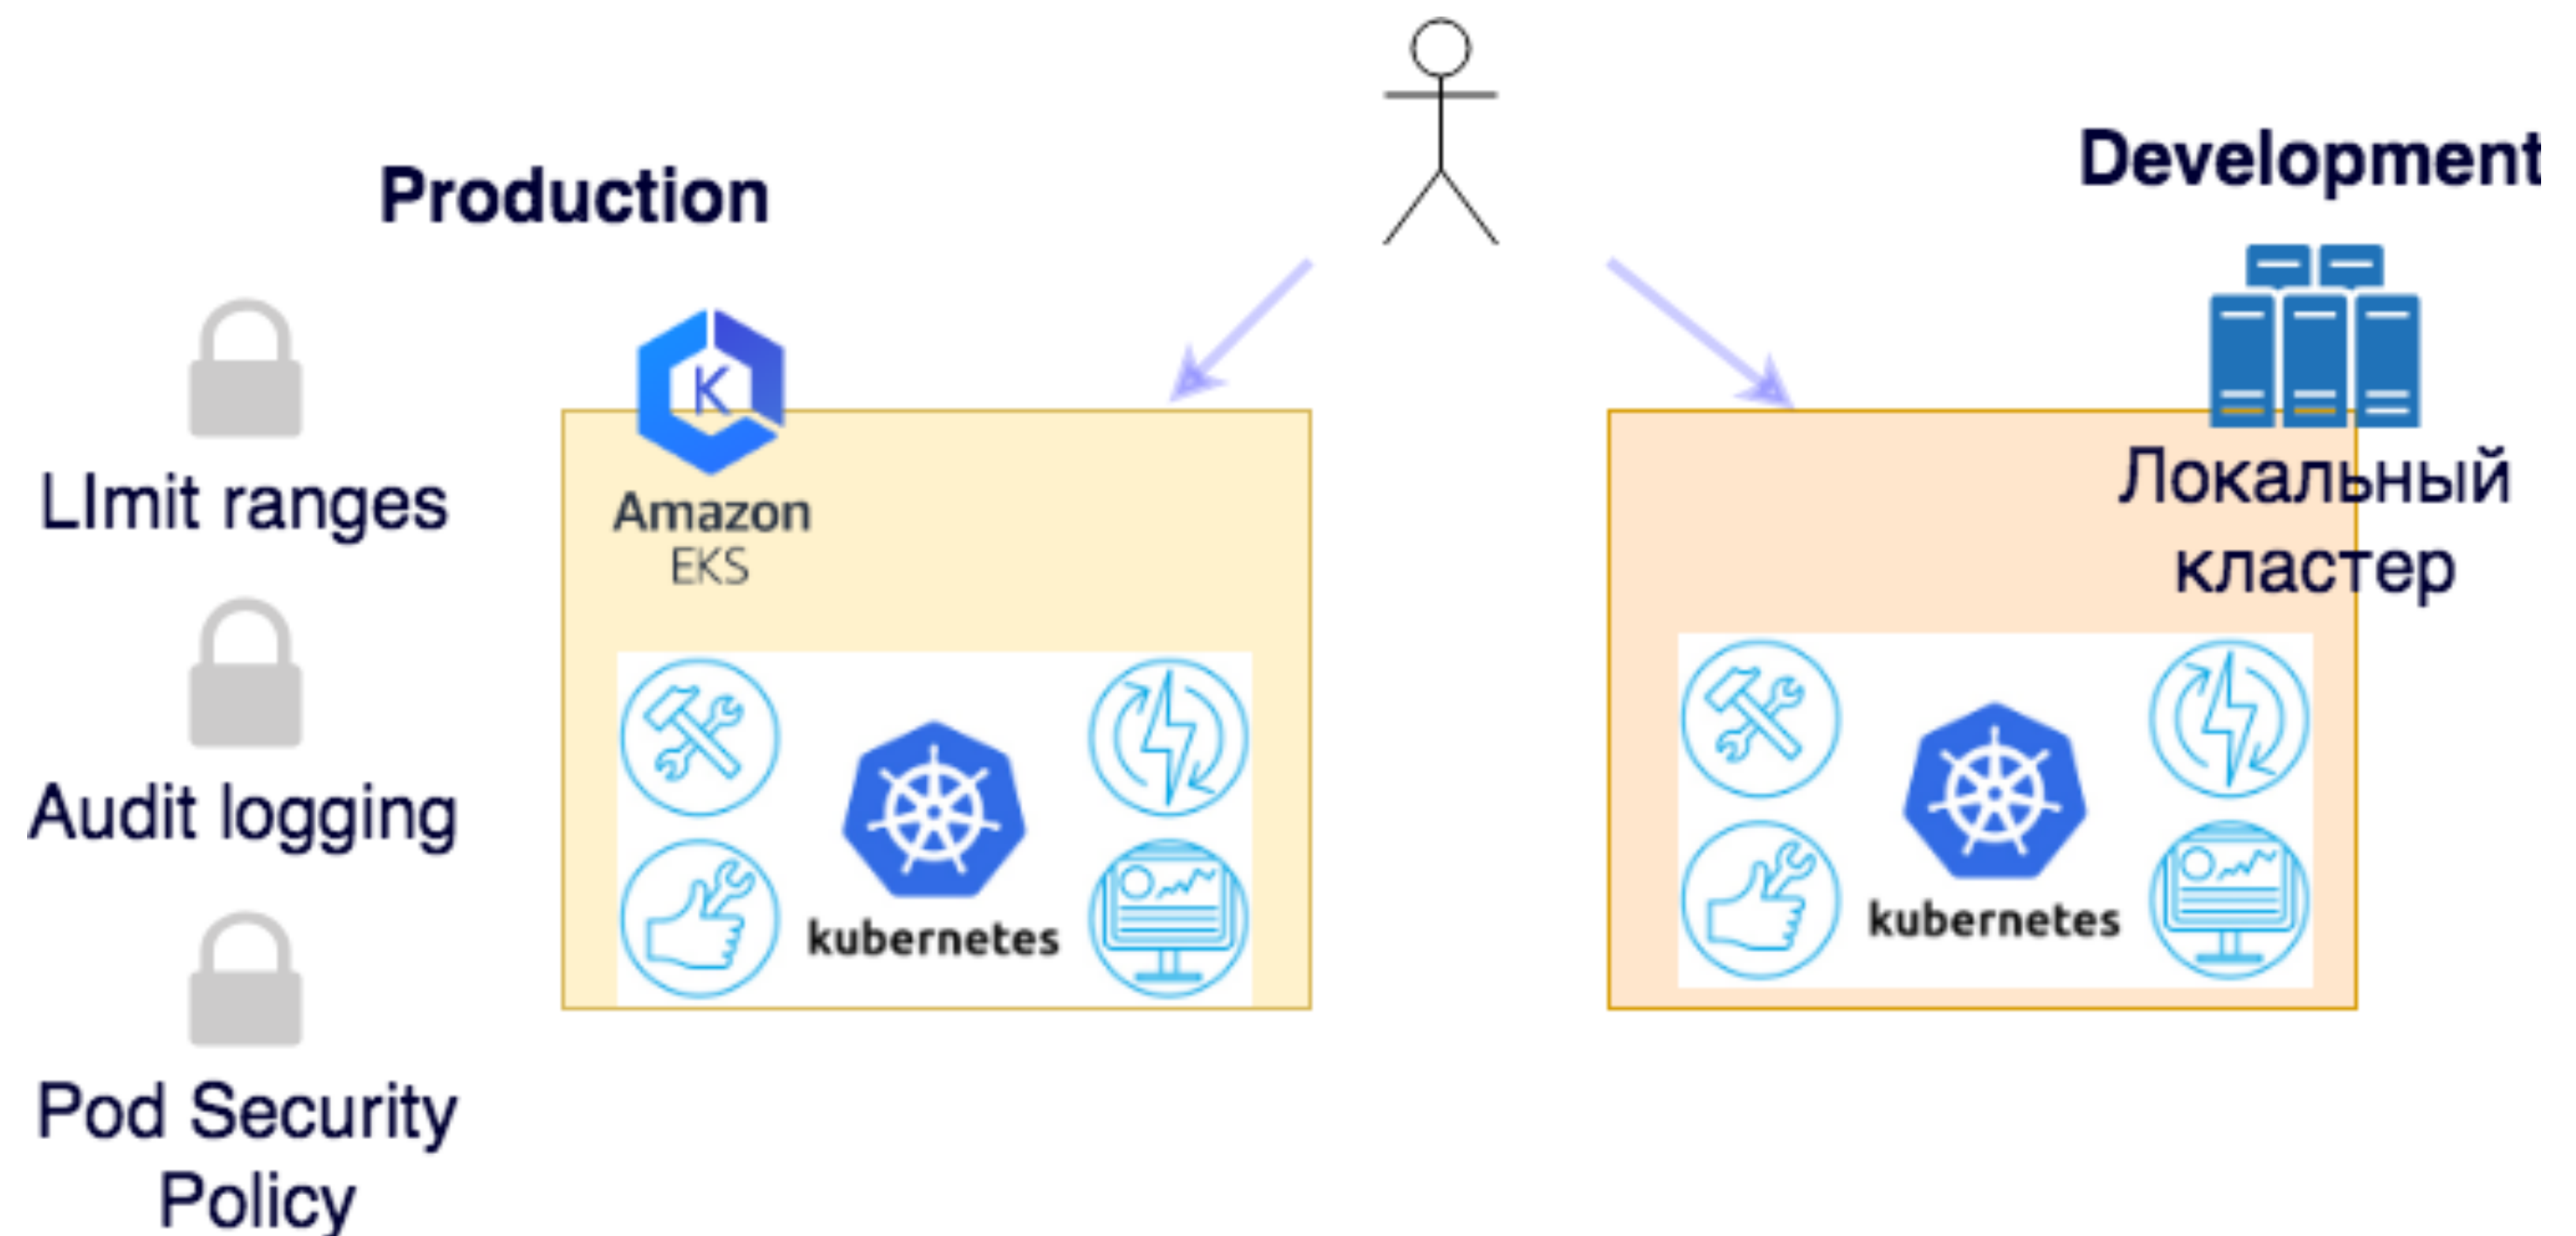 Production
Development
LImit ranges
Audit logging
Pod Security
Policy
K
Amazon
EKS
kubernetes
Локальный
кластер
kubernetes